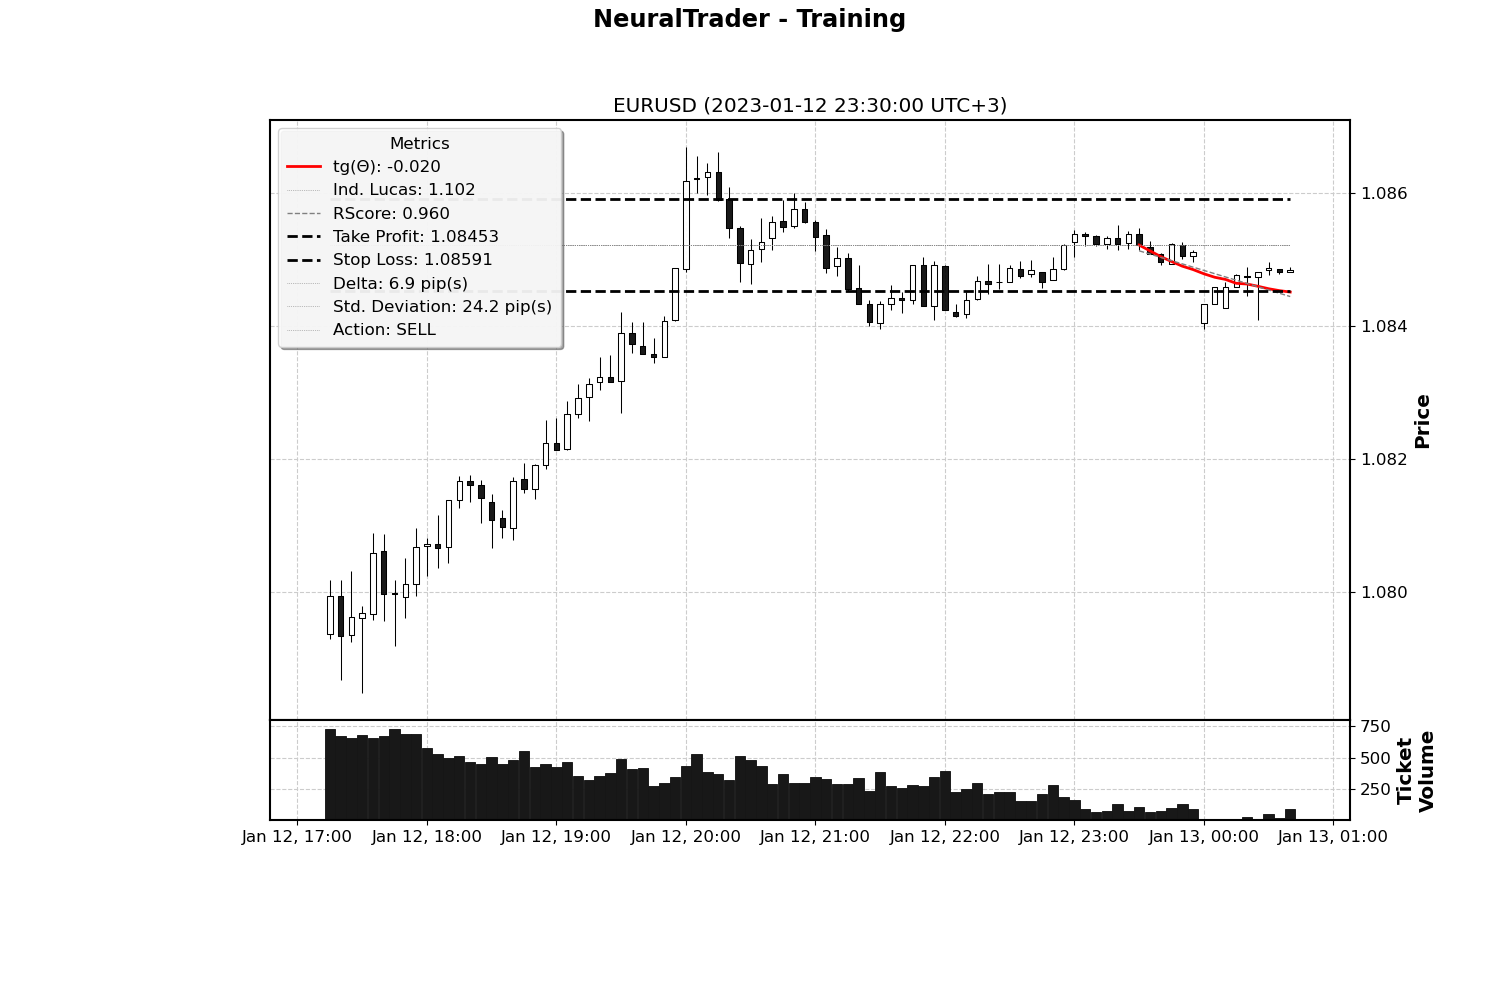 NeuralTrader - Training
EURUSD (2023-01-12 23:30:00 UTC+3)
Metrics
tg(Θ): -0.020
Ind. Lucas: 1.102
RScore: 0.960
Take Profit: 1.08453
Stop Loss: 1.08591
Delta: 6.9 pip(s)
Std. Deviation: 24.2 pip(s)
Action: SELL
1.086
1.084
1.082
1.080
Price
750
500
250
Ticket
Volume
Jan 12, 17:00
Jan 12, 18:00
Jan 12, 19:00
Jan 12, 20:00
Jan 12, 21:00
Jan 12, 22:00
Jan 12, 23:00
Jan 13, 00:00
Jan 13, 01:00